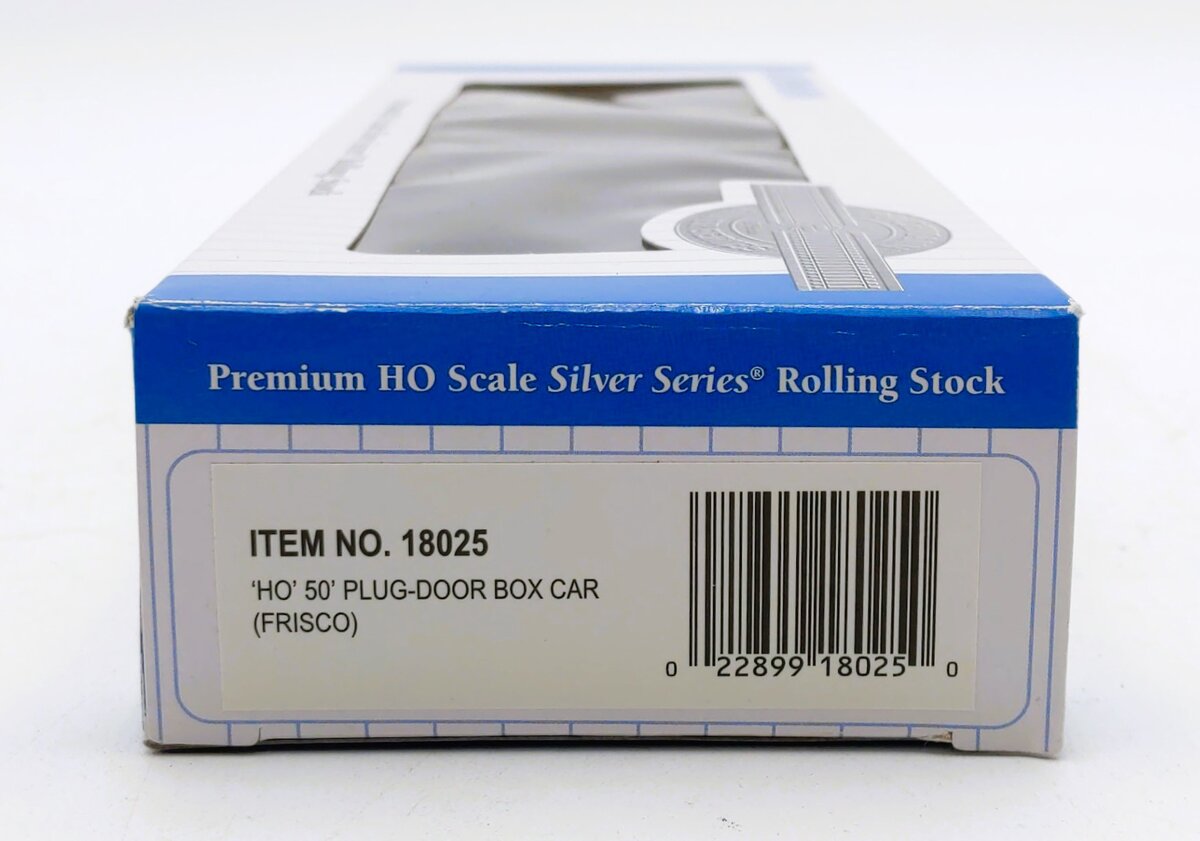 Premium HO Scale Silver Series® Rolling Stock
ITEM NO. 18025
‘HO’ 50’ PLUG-DOOR BOX CAR
(FRISCO)
0 22899 18025 0